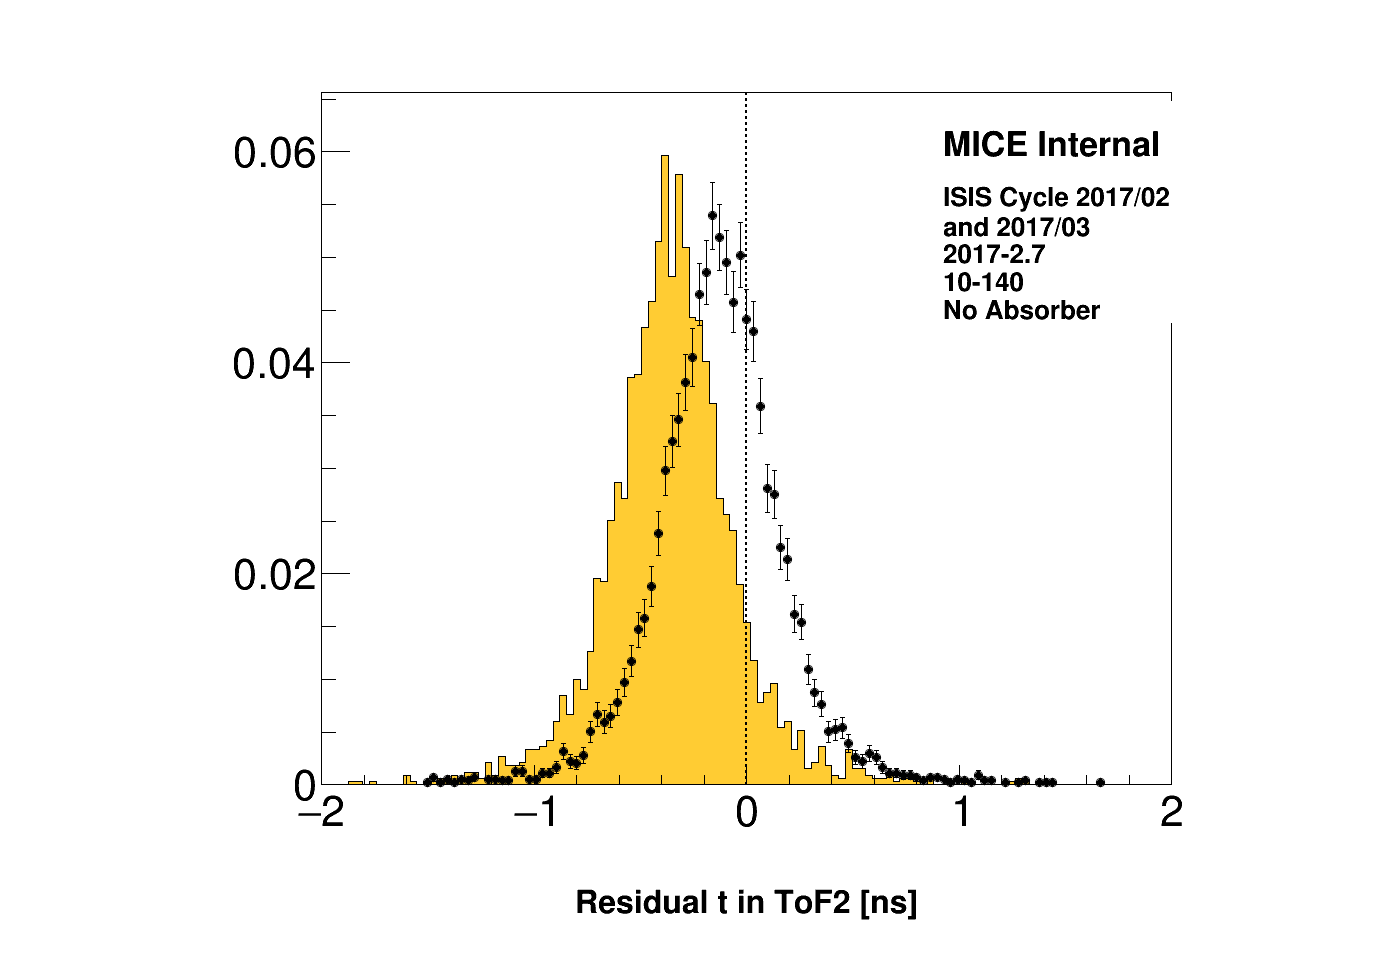 MICE Internal
ISIS Cycle 2017/02
and 2017/03
2017-2.7
10-140
No Absorber
0.06
0.04
0.02
0
−2 −1 0 1 2
Residual t in ToF2 [ns]